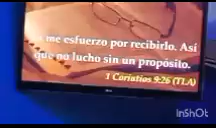 ... me esfuerzo por recibirlo. Así
que no lucho sin un propósito.
1 Corintios 9:26 (TLA)
InShOt